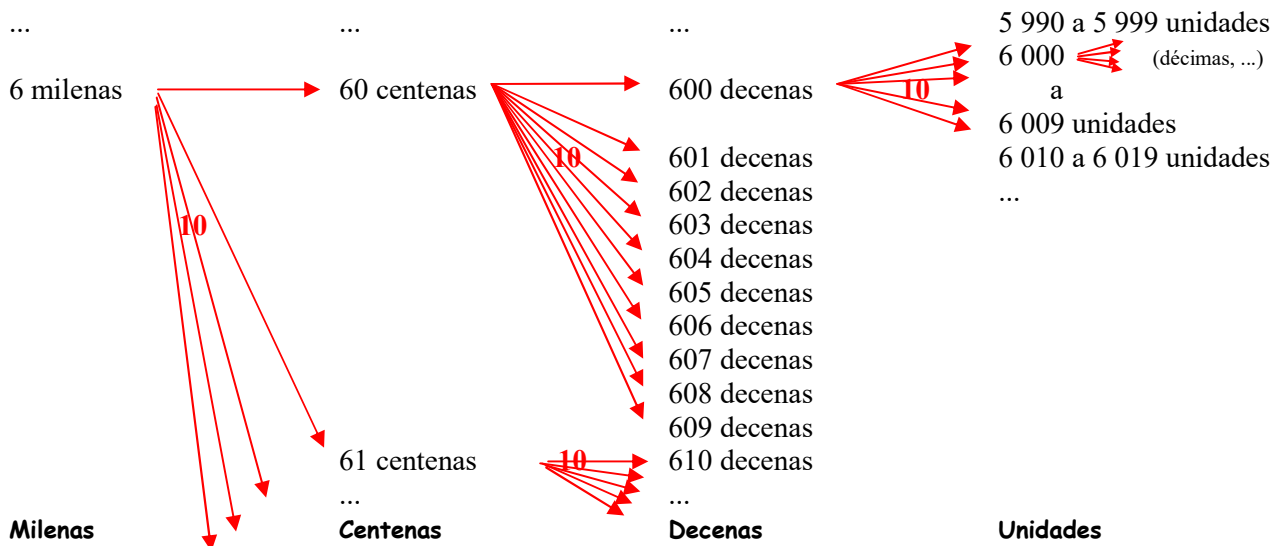 ... ... ... 5 990 a 5 999 unidades
6 000 (décimas, ...)
6 milenas 60 centenas 600 decenas 10 a
6 009 unidades
10 601 decenas 6 010 a 6 019 unidades
602 decenas ...
10 603 decenas
604 decenas
605 decenas
606 decenas
607 decenas
608 decenas
609 decenas
61 centenas 10 610 decenas
... ...
Milenas Centenas Decenas Unidades